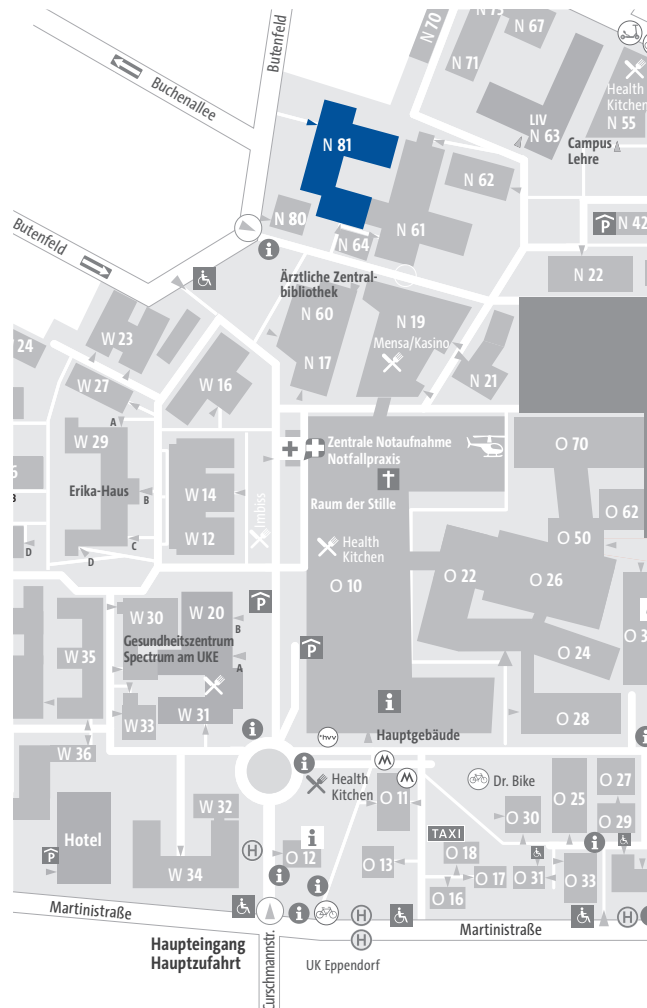 Butenfeld
N 70
N 73
N 67
N 71
Buchenallee
Health
Kitchen
N 55
LIV
N 63
Campus
Lehre
N 81
N 62
N 80
N 61
N 64
P
N 42
Butenfeld
i
N 22
Ärztliche Zentral-
bibliothek
N 60
N 19
Mensa/Kasino
W 23
24
N 17
W 16
N 21
W 27
A
W 29
Zentrale Notaufnahme
Notfallpraxis
O 70
Erika-Haus
B
W 14
Raum der Stille
O 62
Imbiss
O 50
W 12
C
D
D
Health
Kitchen
O 22
O 26
O 10
W 30
W 20
P
B
Gesundheitszentrum
Spectrum am UKE
A
W 35
P
O 24
W 33
W 31
i
O 28
i
hvv
Hauptgebäude
i
W 36
i
M
M
Health
Kitchen
Dr. Bike
O 27
O 25
W 32
O 11
O 29
Hotel
TAXI
O 30
i
P
H
i
O 12
O 18
i
O 13
O 17
O 31
O 33
W 34
i
i
O 16
Martinistraße
i
H
H
Martinistraße
H
Haupteingang
Hauptzufahrt
UK Eppendorf
Curschmannstr.